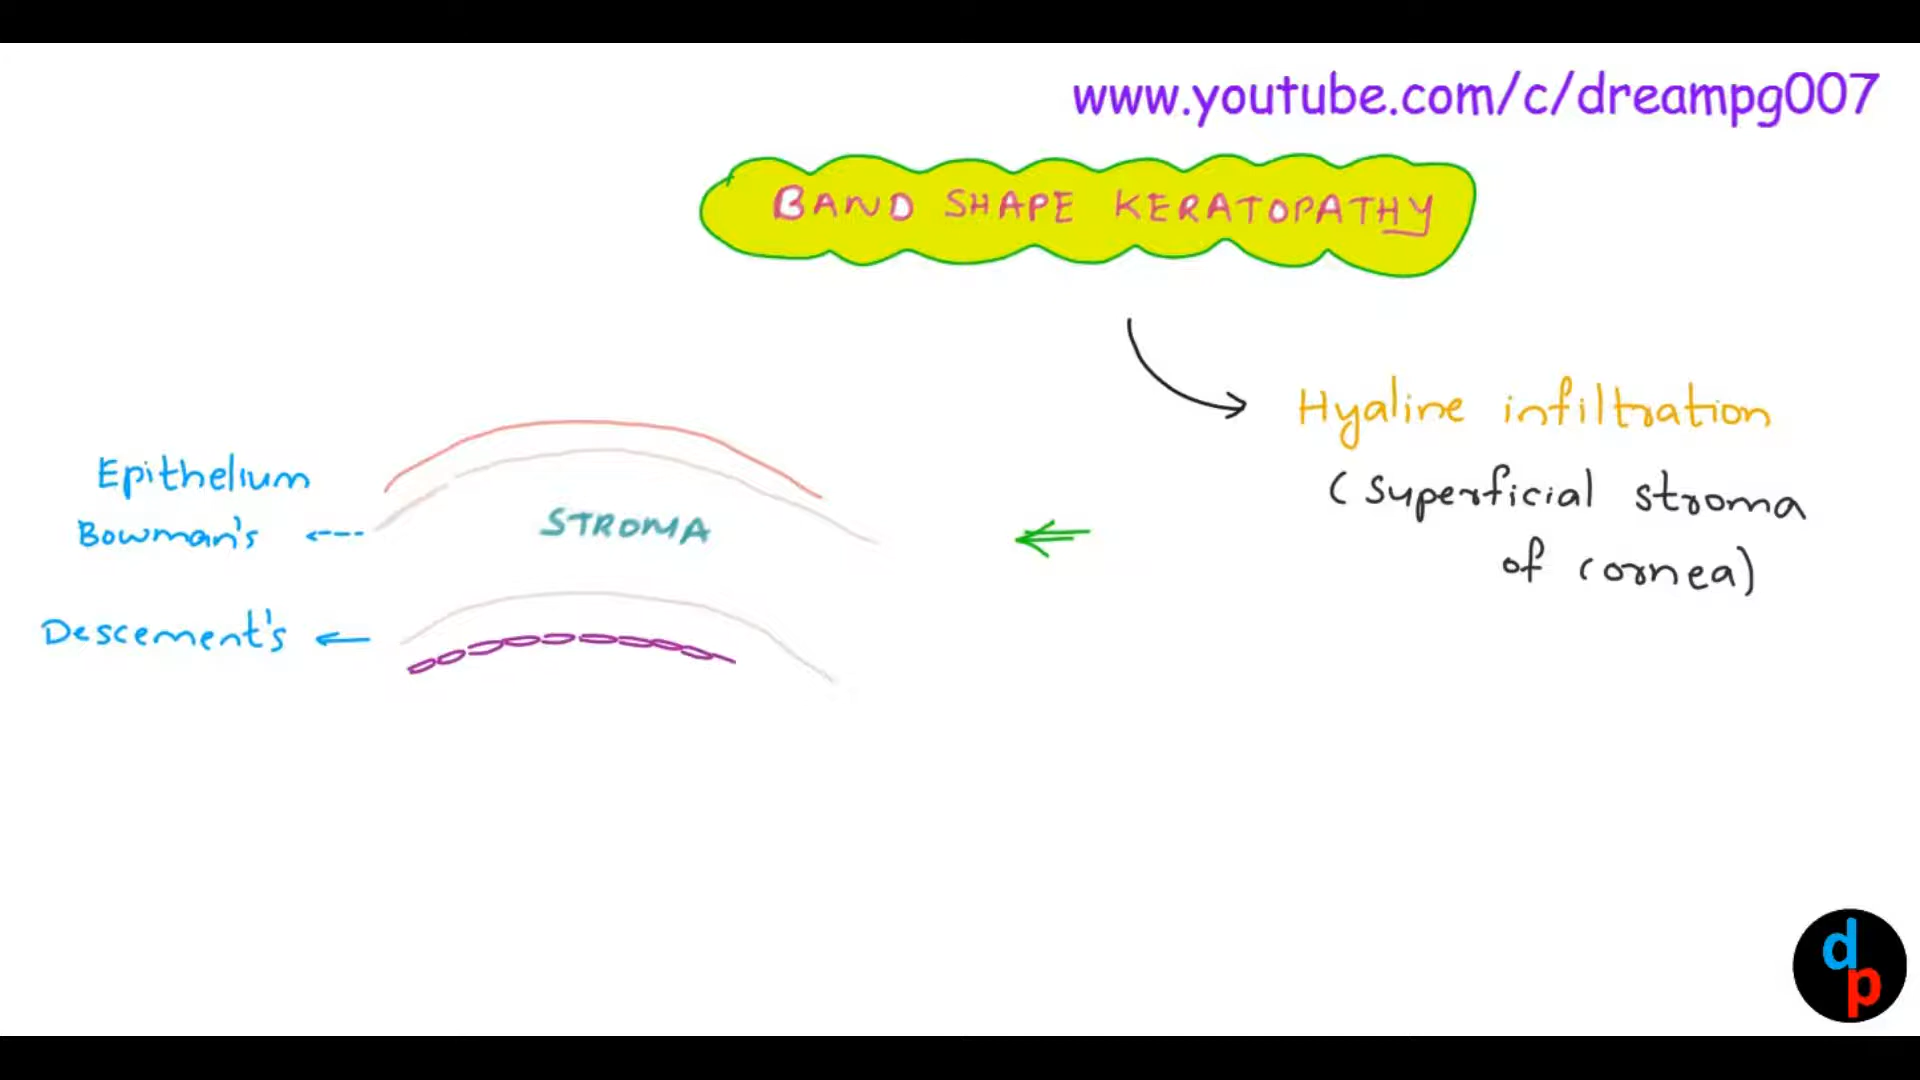 www.youtube.com/c/dreampg007
BAND SHAPE KERATOPATHY
Hyaline infiltration
(superficial stroma
of cornea)
Epithelium
Bowman's
STROMA
Descement's
dp